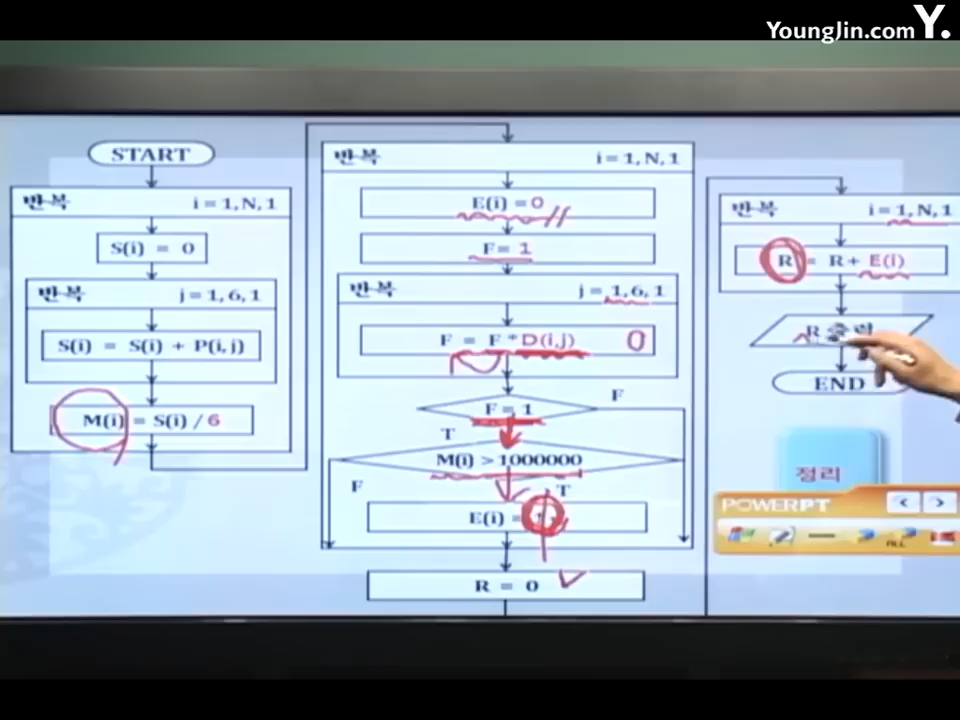 YoungJin.com Y.
START
반복 i = 1, N, 1
S(i) = 0
반복 j = 1, 6, 1
S(i) = S(i) + P(i, j)
M(i) = S(i) / 6
반복 i = 1, N, 1
E(i) = 0
F = 1
반복 j = 1, 6, 1
F = F * D(i,j) 0
F = 1 F
T
M(i) > 1000000
F T
E(i) =
R = 0
반복 i = 1, N, 1
R = R + E(i)
R 출력
END
정리
POWERPT
ALL